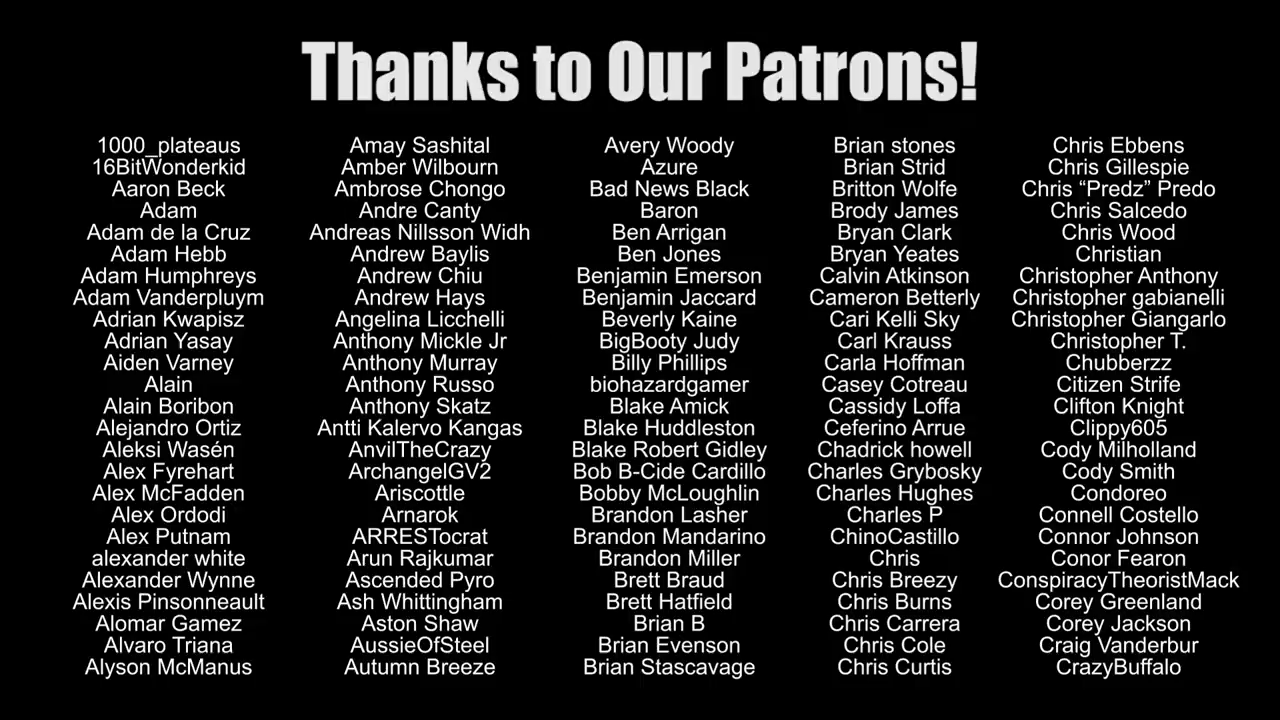 Thanks to Our Patrons!
1000_plateaus
16BitWonderkid
Aaron Beck
Adam
Adam de la Cruz
Adam Hebb
Adam Humphreys
Adam Vanderpluym
Adrian Kwapisz
Adrian Yasay
Aiden Varney
Alain
Alain Boribon
Alejandro Ortiz
Aleksi Wasén
Alex Fyrehart
Alex McFadden
Alex Ordodi
Alex Putnam
alexander white
Alexander Wynne
Alexis Pinsonneault
Alomar Gamez
Alvaro Triana
Alyson McManus
Amay Sashital
Amber Wilbourn
Ambrose Chongo
Andre Canty
Andreas Nillsson Widh
Andrew Baylis
Andrew Chiu
Andrew Hays
Angelina Licchelli
Anthony Mickle Jr
Anthony Murray
Anthony Russo
Anthony Skatz
Antti Kalervo Kangas
AnvilTheCrazy
ArchangelGV2
Ariscottle
Arnarok
ARRESTocrat
Arun Rajkumar
Ascended Pyro
Ash Whittingham
Aston Shaw
AussieOfSteel
Autumn Breeze
Avery Woody
Azure
Bad News Black
Baron
Ben Arrigan
Ben Jones
Benjamin Emerson
Benjamin Jaccard
Beverly Kaine
BigBooty Judy
Billy Phillips
biohazardgamer
Blake Amick
Blake Huddleston
Blake Robert Gidley
Bob B-Cide Cardillo
Bobby McLoughlin
Brandon Lasher
Brandon Mandarino
Brandon Miller
Brett Braud
Brett Hatfield
Brian B
Brian Evenson
Brian Stascavage
Brian stones
Brian Strid
Britton Wolfe
Brody James
Bryan Clark
Bryan Yeates
Calvin Atkinson
Cameron Betterly
Cari Kelli Sky
Carl Krauss
Carla Hoffman
Casey Cotreau
Cassidy Loffa
Ceferino Arrue
Chadrick howell
Charles Grybosky
Charles Hughes
Charles P
ChinoCastillo
Chris
Chris Breezy
Chris Burns
Chris Carrera
Chris Cole
Chris Curtis
Chris Ebbens
Chris Gillespie
Chris “Predz” Predo
Chris Salcedo
Chris Wood
Christian
Christopher Anthony
Christopher gabianelli
Christopher Giangarlo
Christopher T.
Chubberzz
Citizen Strife
Clifton Knight
Clippy605
Cody Milholland
Cody Smith
Condoreo
Connell Costello
Connor Johnson
Conor Fearon
ConspiracyTheoristMack
Corey Greenland
Corey Jackson
Craig Vanderbur
CrazyBuffalo